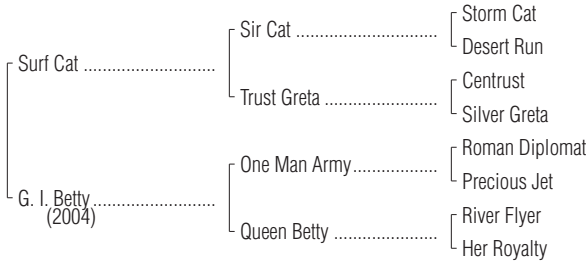 Storm Cat
Sir Cat ................................
Desert Run
Surf Cat ..............................
Centrust
Trust Greta ..........................
Silver Greta
Roman Diplomat
One Man Army...................
Precious Jet
G. I. Betty............................
(2004)
River Flyer
Queen Betty .......................
Her Royalty